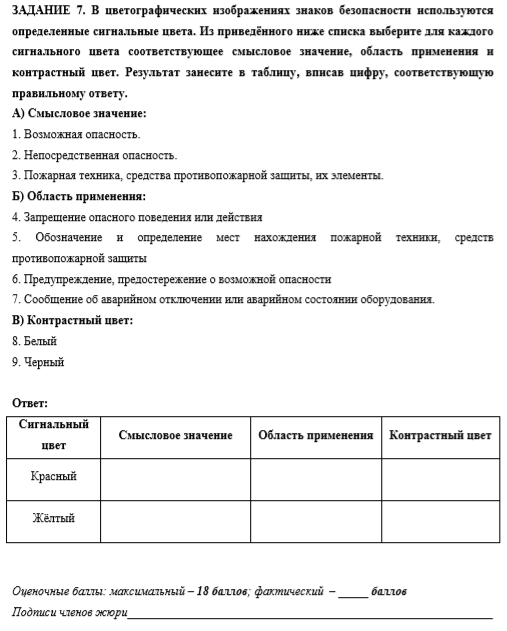 ЗАДАНИЕ 7. В цветографических изображениях знаков безопасности используются
определенные сигнальные цвета. Из приведённого ниже списка выберите для каждого
сигнального цвета соответствующее смысловое значение, область применения и
контрастный цвет. Результат занесите в таблицу, вписав цифру, соответствующую
правильному ответу.
А) Смысловое значение:
1. Возможная опасность.
2. Непосредственная опасность.
3. Пожарная техника, средства противопожарной защиты, их элементы.
Б) Область применения:
4. Запрещение опасного поведения или действия
5. Обозначение и определение мест нахождения пожарной техники, средств
противопожарной защиты
6. Предупреждение, предостережение о возможной опасности
7. Сообщение об аварийном отключении или аварийном состоянии оборудования.
В) Контрастный цвет:
8. Белый
9. Черный
Ответ:
Сигнальный
цвет
Смысловое значение
Область применения
Контрастный цвет
Красный
Жёлтый
Оценочные баллы: максимальный – 18 баллов; фактический – _____ баллов
Подписи членов жюри____________________